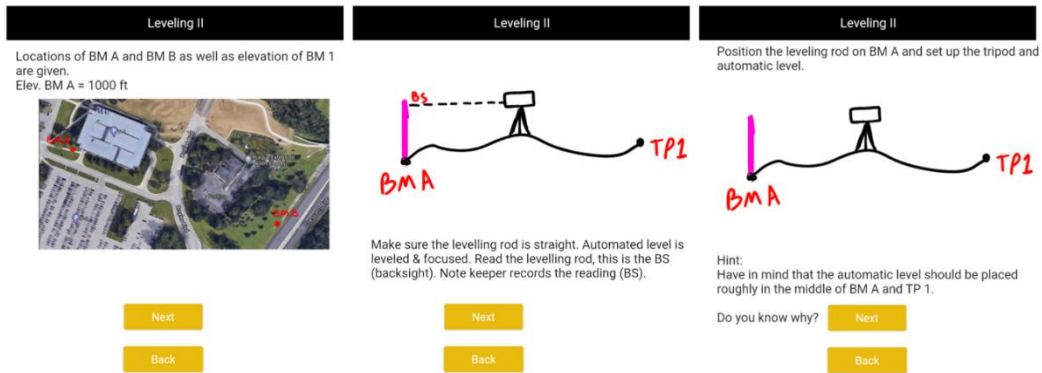 Leveling II
Locations of BM A and BM B as well as elevation of BM 1
are given.
Elev. BM A = 1000 ft
BM B
Next
Back
Leveling II
BS
BM A
TP1
Make sure the levelling rod is straight. Automated level is
leveled & focused. Read the levelling rod, this is the BS
(backsight). Note keeper records the reading (BS).
Next
Back
Leveling II
Position the leveling rod on BM A and set up the tripod and
automatic level.
BMA
TP1
Hint:
Have in mind that the automatic level should be placed
roughly in the middle of BM A and TP 1.
Do you know why?
Next
Back